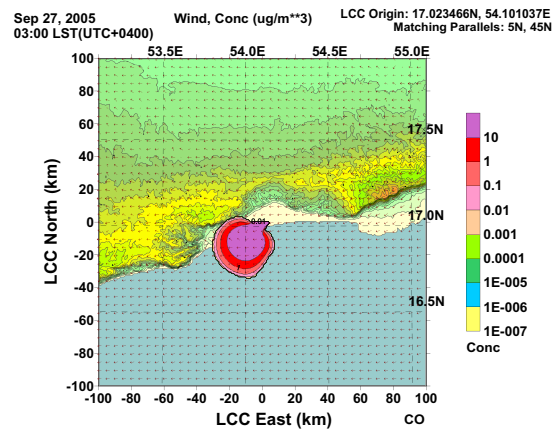 Sep 27, 2005
03:00 LST(UTC+0400)
Wind, Conc (ug/m**3)
LCC Origin: 17.023466N, 54.101037E
Matching Parallels: 5N, 45N
53.5E 54.0E 54.5E 55.0E
100
80
60
40
20
0
-20
-40
-60
-80
-100
LCC North (km)
17.5N
17.0N
16.5N
0.01
-100 -80 -60 -40 -20 0 20 40 60 80 100
LCC East (km)
CO
10
1
0.1
0.01
0.001
0.0001
1E-005
1E-006
1E-007
Conc